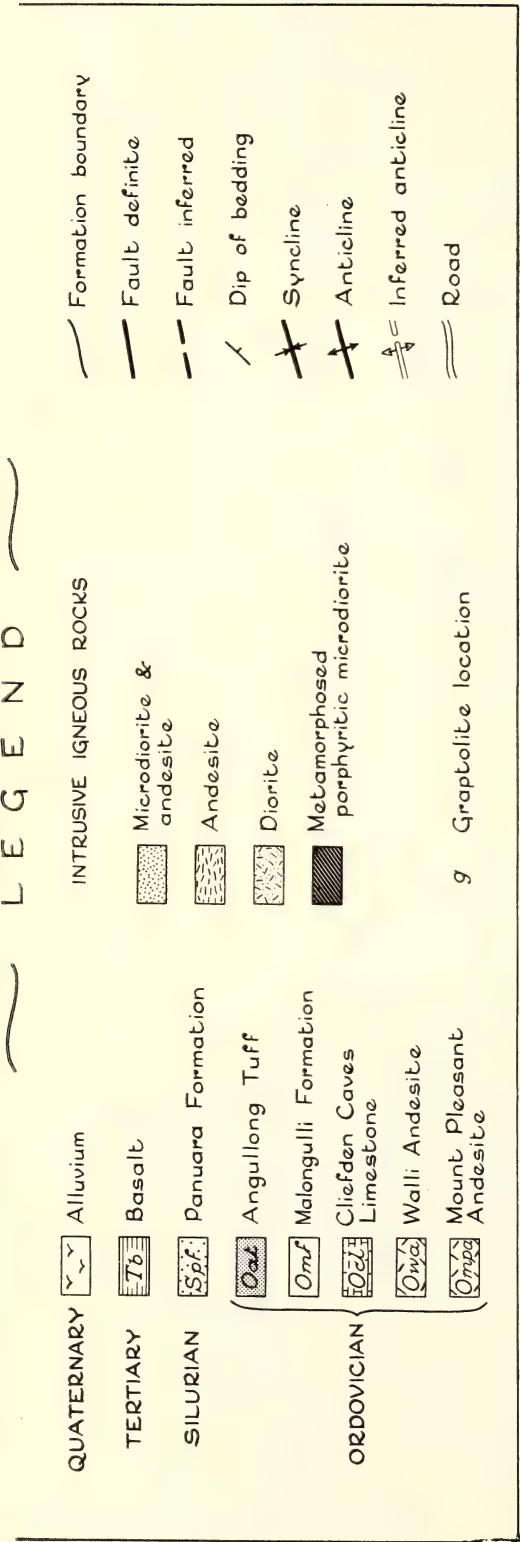 LEGEND
QUATERNARY
Alluvium
TERTIARY
Tb
Basalt
SILURIAN
Spf
Panuara Formation
ORDOVICIAN
Oat
Angullong Tuff
Omf
Malongulli Formation
Ocl
Cliefden Caves
Limestone
Owa
Walli Andesite
Ompa
Mount Pleasant
Andesite
INTRUSIVE IGNEOUS ROCKS
Microdiorite &
andesite
Andesite
Diorite
Metamorphosed
porphyritic microdiorite
g Graptolite location
Formation boundary
Fault definite
Fault inferred
Dip of bedding
Syncline
Anticline
Inferred anticline
Road